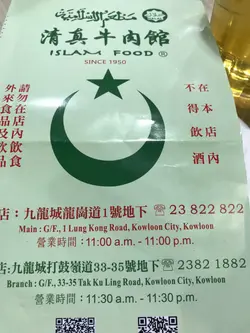 清真牛肉館
ISLAM FOOD ®
SINCE 1950
在本店內
不得飲酒
請勿在店內飲食
外來食品及飲品
店：九龍城龍崗道1號地下 ☎ 23 822 822
Main : G/F., 1 Lung Kong Road, Kowloon City, Kowloon
營業時間：11:00 a.m. - 11:00 p.m.
店:九龍城打鼓嶺道33-35號地下 ☎ 2382 1882
Branch : G/F., 33-35 Tak Ku Ling Road, Kowloon City, Kowloon
營業時間：11:30 a.m. - 11:30 p.m.